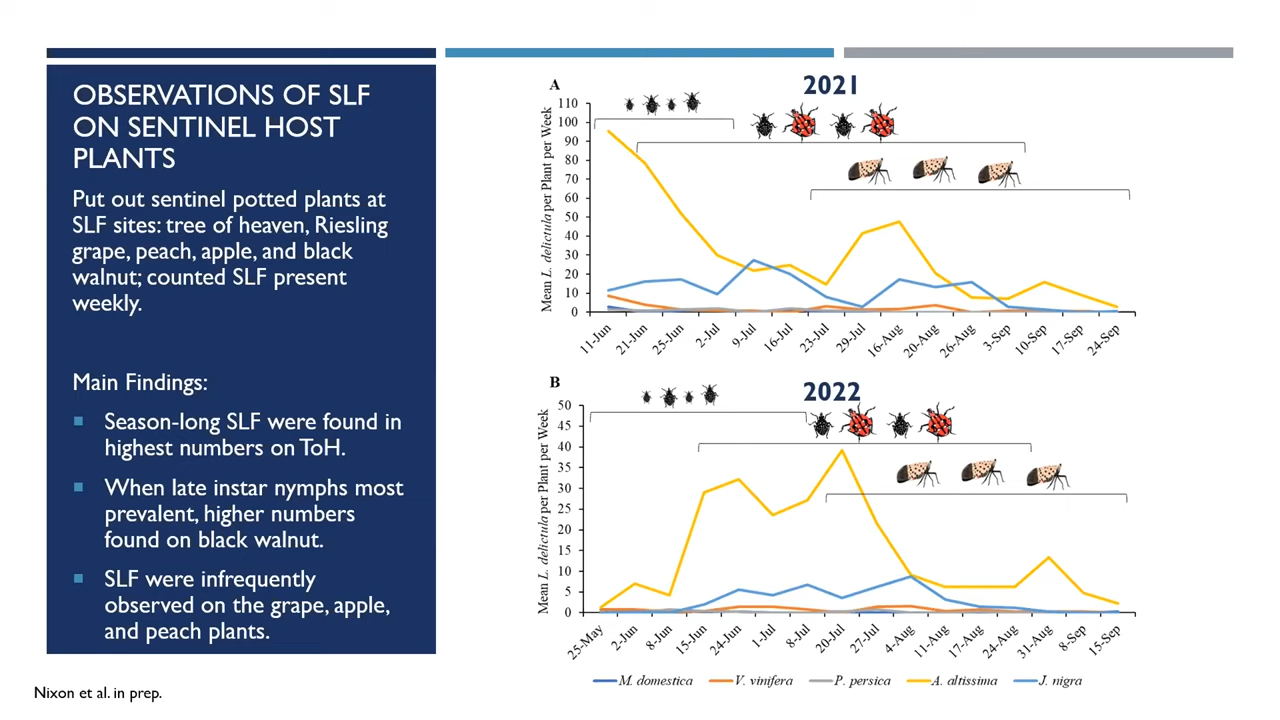 OBSERVATIONS OF SLF
ON SENTINEL HOST
PLANTS
Put out sentinel potted plants at
SLF sites: tree of heaven, Riesling
grape, peach, apple, and black
walnut; counted SLF present
weekly.
Main Findings:
Season-long SLF were found in
highest numbers on ToH.
When late instar nymphs most
prevalent, higher numbers
found on black walnut.
SLF were infrequently
observed on the grape, apple,
and peach plants.
Nixon et al. in prep.
A
2021
Mean L. delictula per Plant per Week
110
100
90
80
70
60
50
40
30
20
10
0
11-Jun
21-Jun
25-Jun
2-Jul
9-Jul
16-Jul
23-Jul
29-Jul
16-Aug
20-Aug
26-Aug
3-Sep
10-Sep
17-Sep
24-Sep
B
2022
Mean L. delictula per Plant per Week
50
45
40
35
30
25
20
15
10
5
0
25-May
2-Jun
8-Jun
15-Jun
24-Jun
1-Jul
8-Jul
20-Jul
27-Jul
4-Aug
11-Aug
17-Aug
24-Aug
31-Aug
8-Sep
15-Sep
M. domestica V. vinifera P. persica A. altissima J. nigra